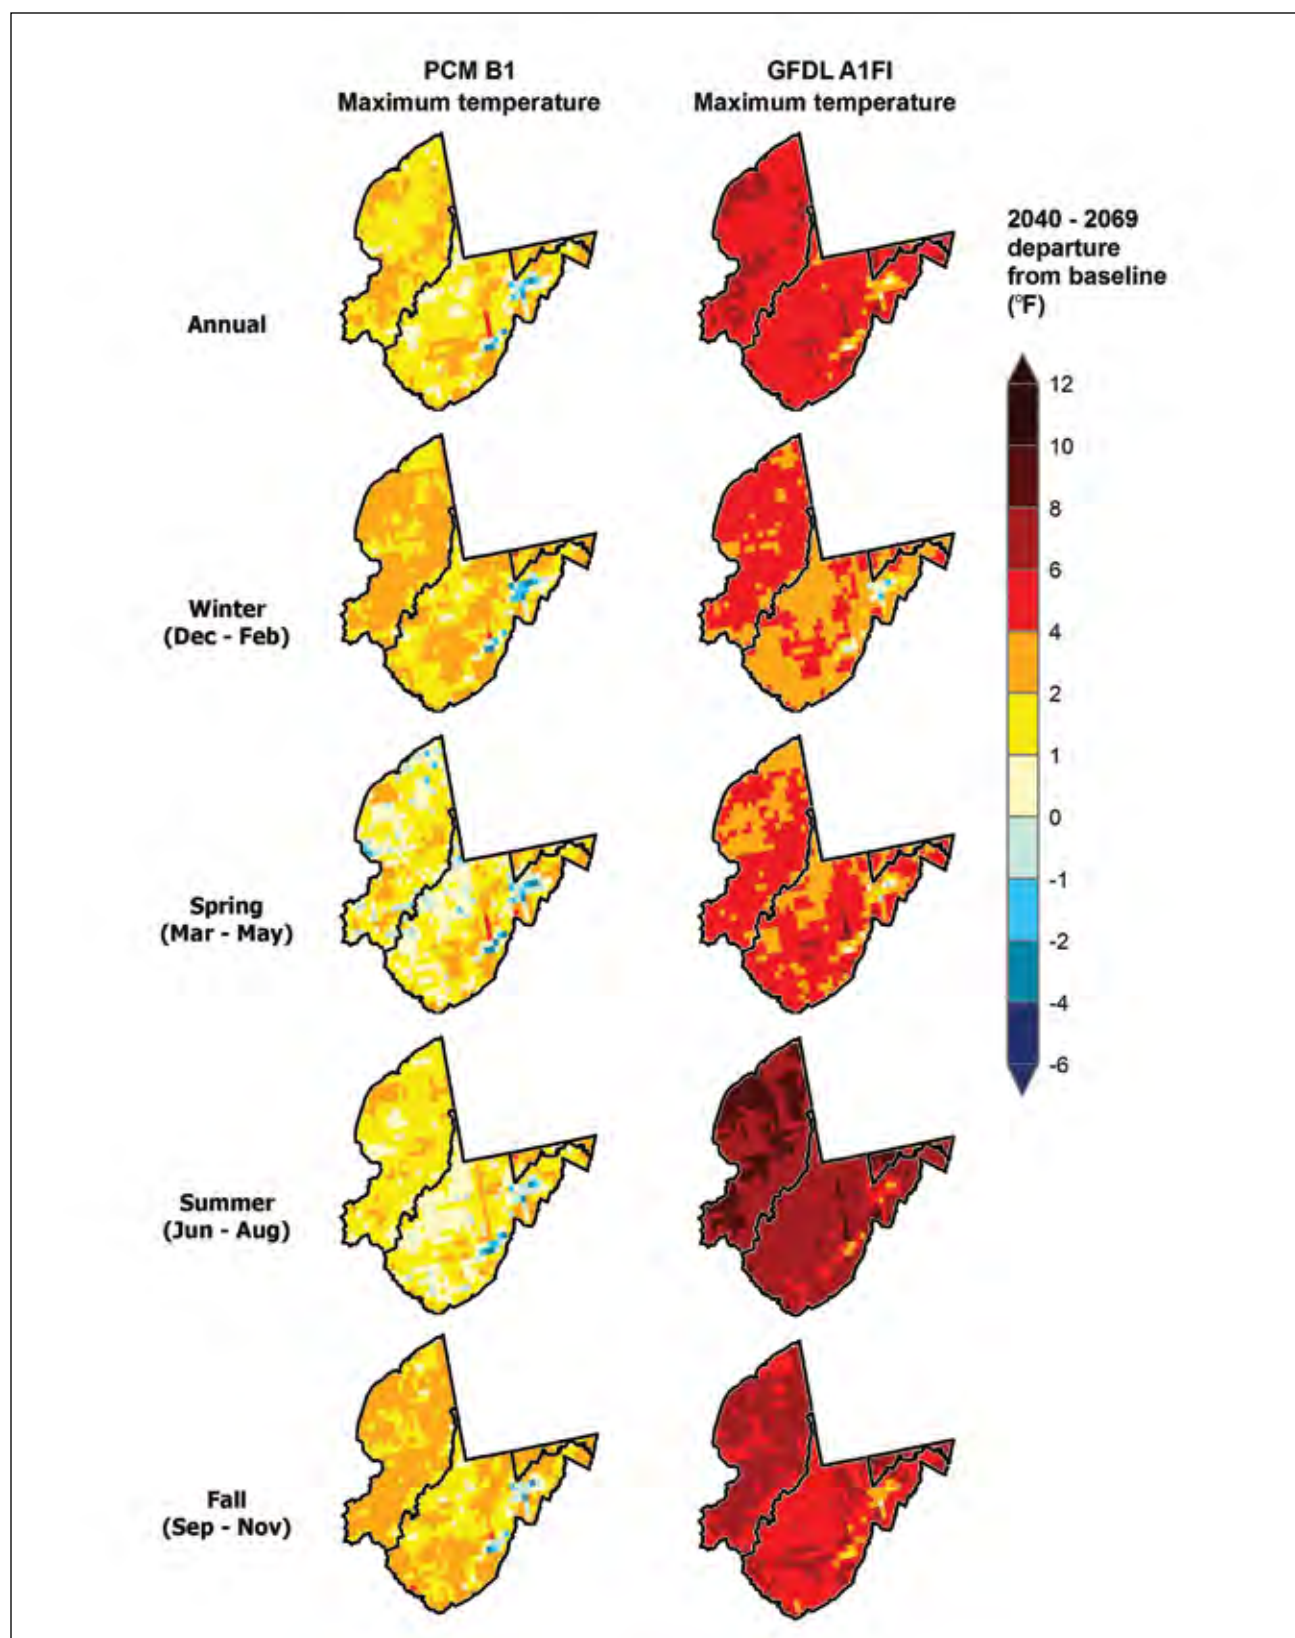 PCM B1
Maximum temperature
GFDL A1FI
Maximum temperature
2040 - 2069
departure
from baseline
(°F)
12
10
8
6
4
2
1
0
-1
-2
-4
-6
Annual
Winter
(Dec - Feb)
Spring
(Mar - May)
Summer
(Jun - Aug)
Fall
(Sep - Nov)